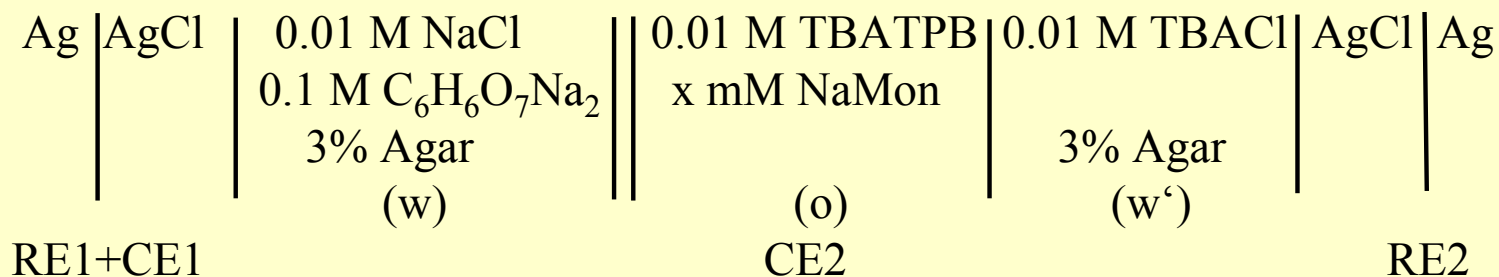 Ag AgCl 0.01 M NaCl 0.01 M TBATPB 0.01 M TBACl AgCl Ag
0.1 M C₆H₆O₇Na₂ x mM NaMon
3% Agar 3% Agar
(w) (o) (w‘)
RE1+CE1 CE2 RE2